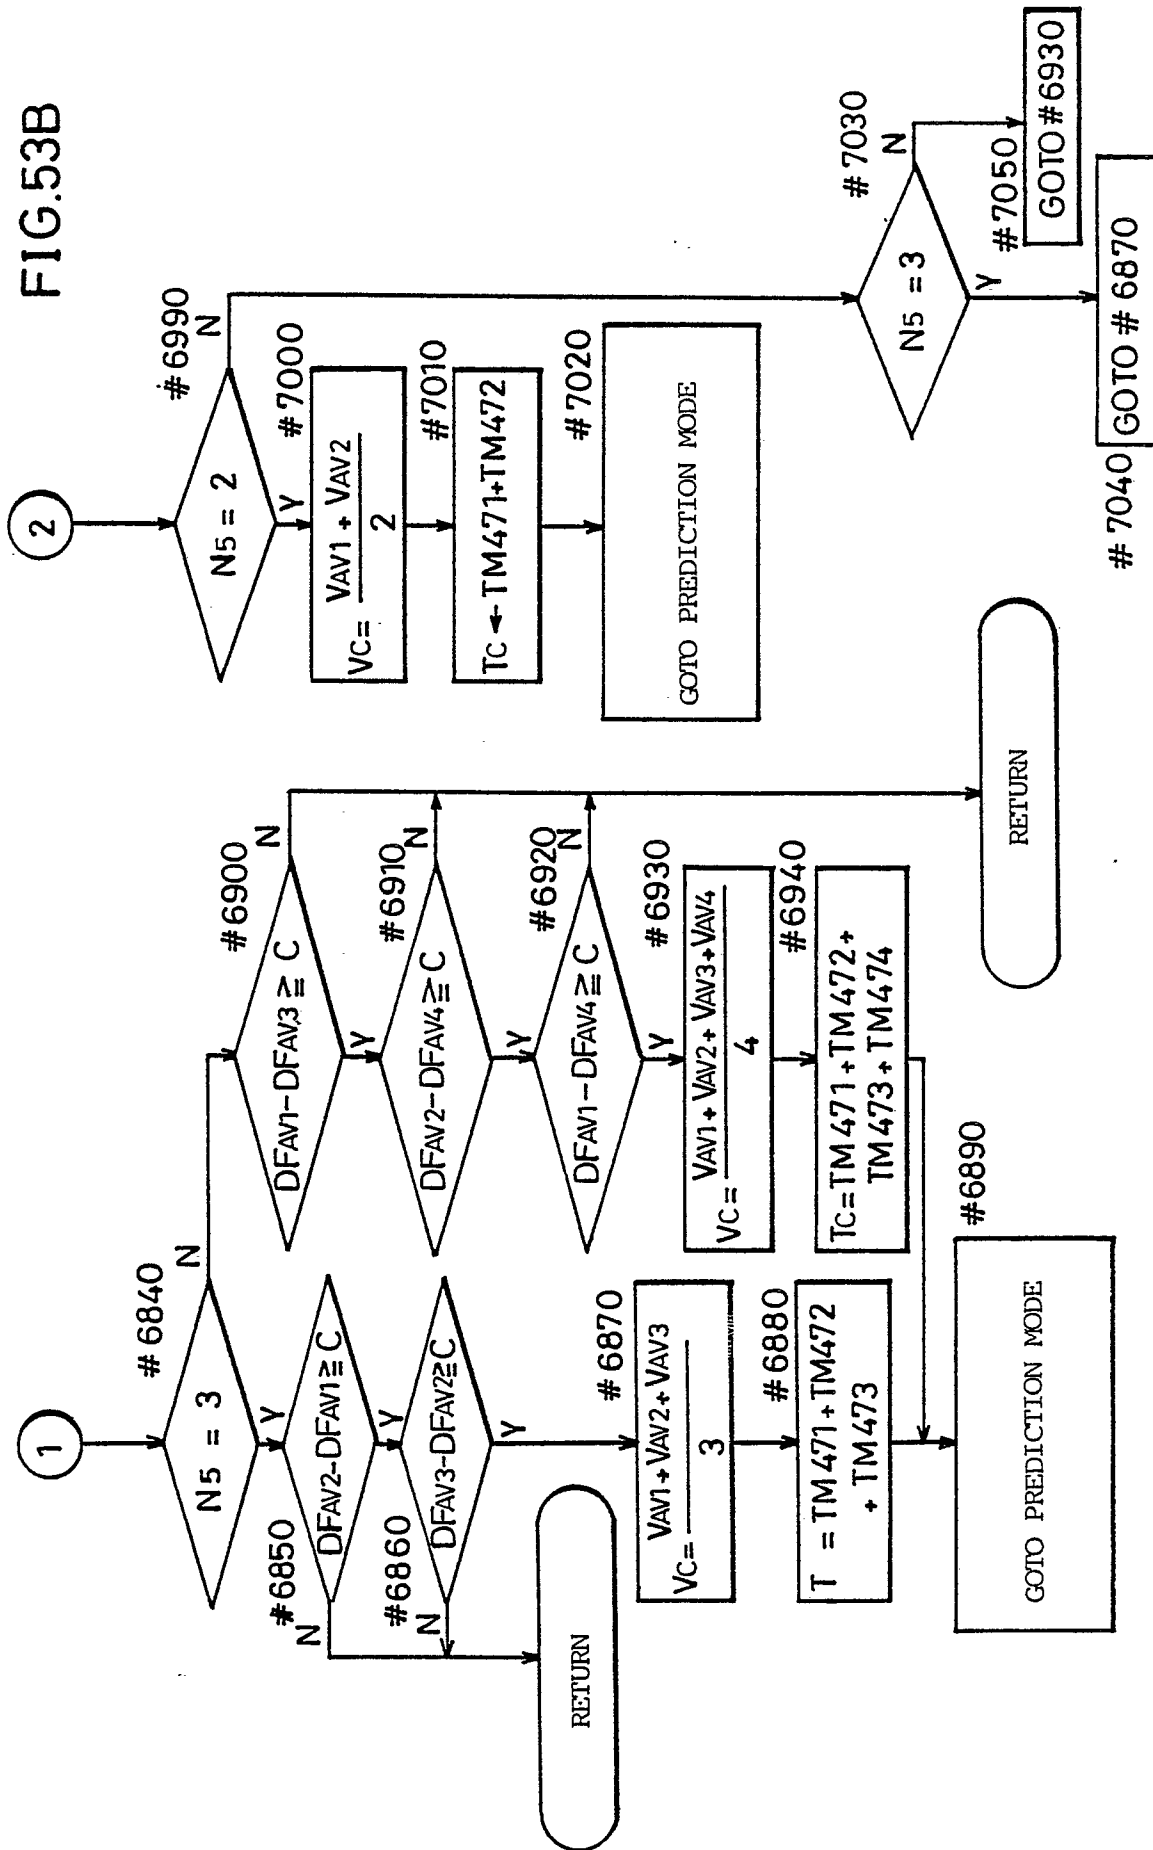 FIG.53B
1
#6840
N5 = 3
N
Y
#6850
DFAV2-DFAV1≧C
N
Y
#6860
DFAV3-DFAV2≧C
N
Y
RETURN
#6870
VC= VAV1+VAV2+VAV3
3
#6880
T = TM471+TM472
+ TM473
#6890
GOTO PREDICTION MODE
#6900
DFAV1-DFAV3≧C
N
Y
#6910
DFAV2-DFAV4≧C
N
Y
#6920
DFAV1-DFAV4≧C
N
Y
#6930
VC= VAV1+VAV2+VAV3+VAV4
4
#6940
TC=TM471+TM472+
TM473+TM474
RETURN
2
#6990
N5 = 2
N
Y
#7000
VC= VAV1 + VAV2
2
#7010
TC ← TM471+TM472
#7020
GOTO PREDICTION MODE
#7030
N5 = 3
N
Y
#7050
GOTO #6930
#7040
GOTO # 6870